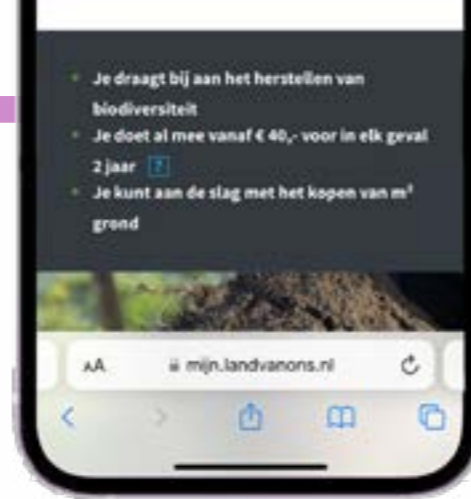 Je draagt bij aan het herstellen van
biodiversiteit
Je doet al mee vanaf € 40,- voor in elk geval
2 jaar ?
Je kunt aan de slag met het kopen van m²
grond
AA mijn.landvanons.nl